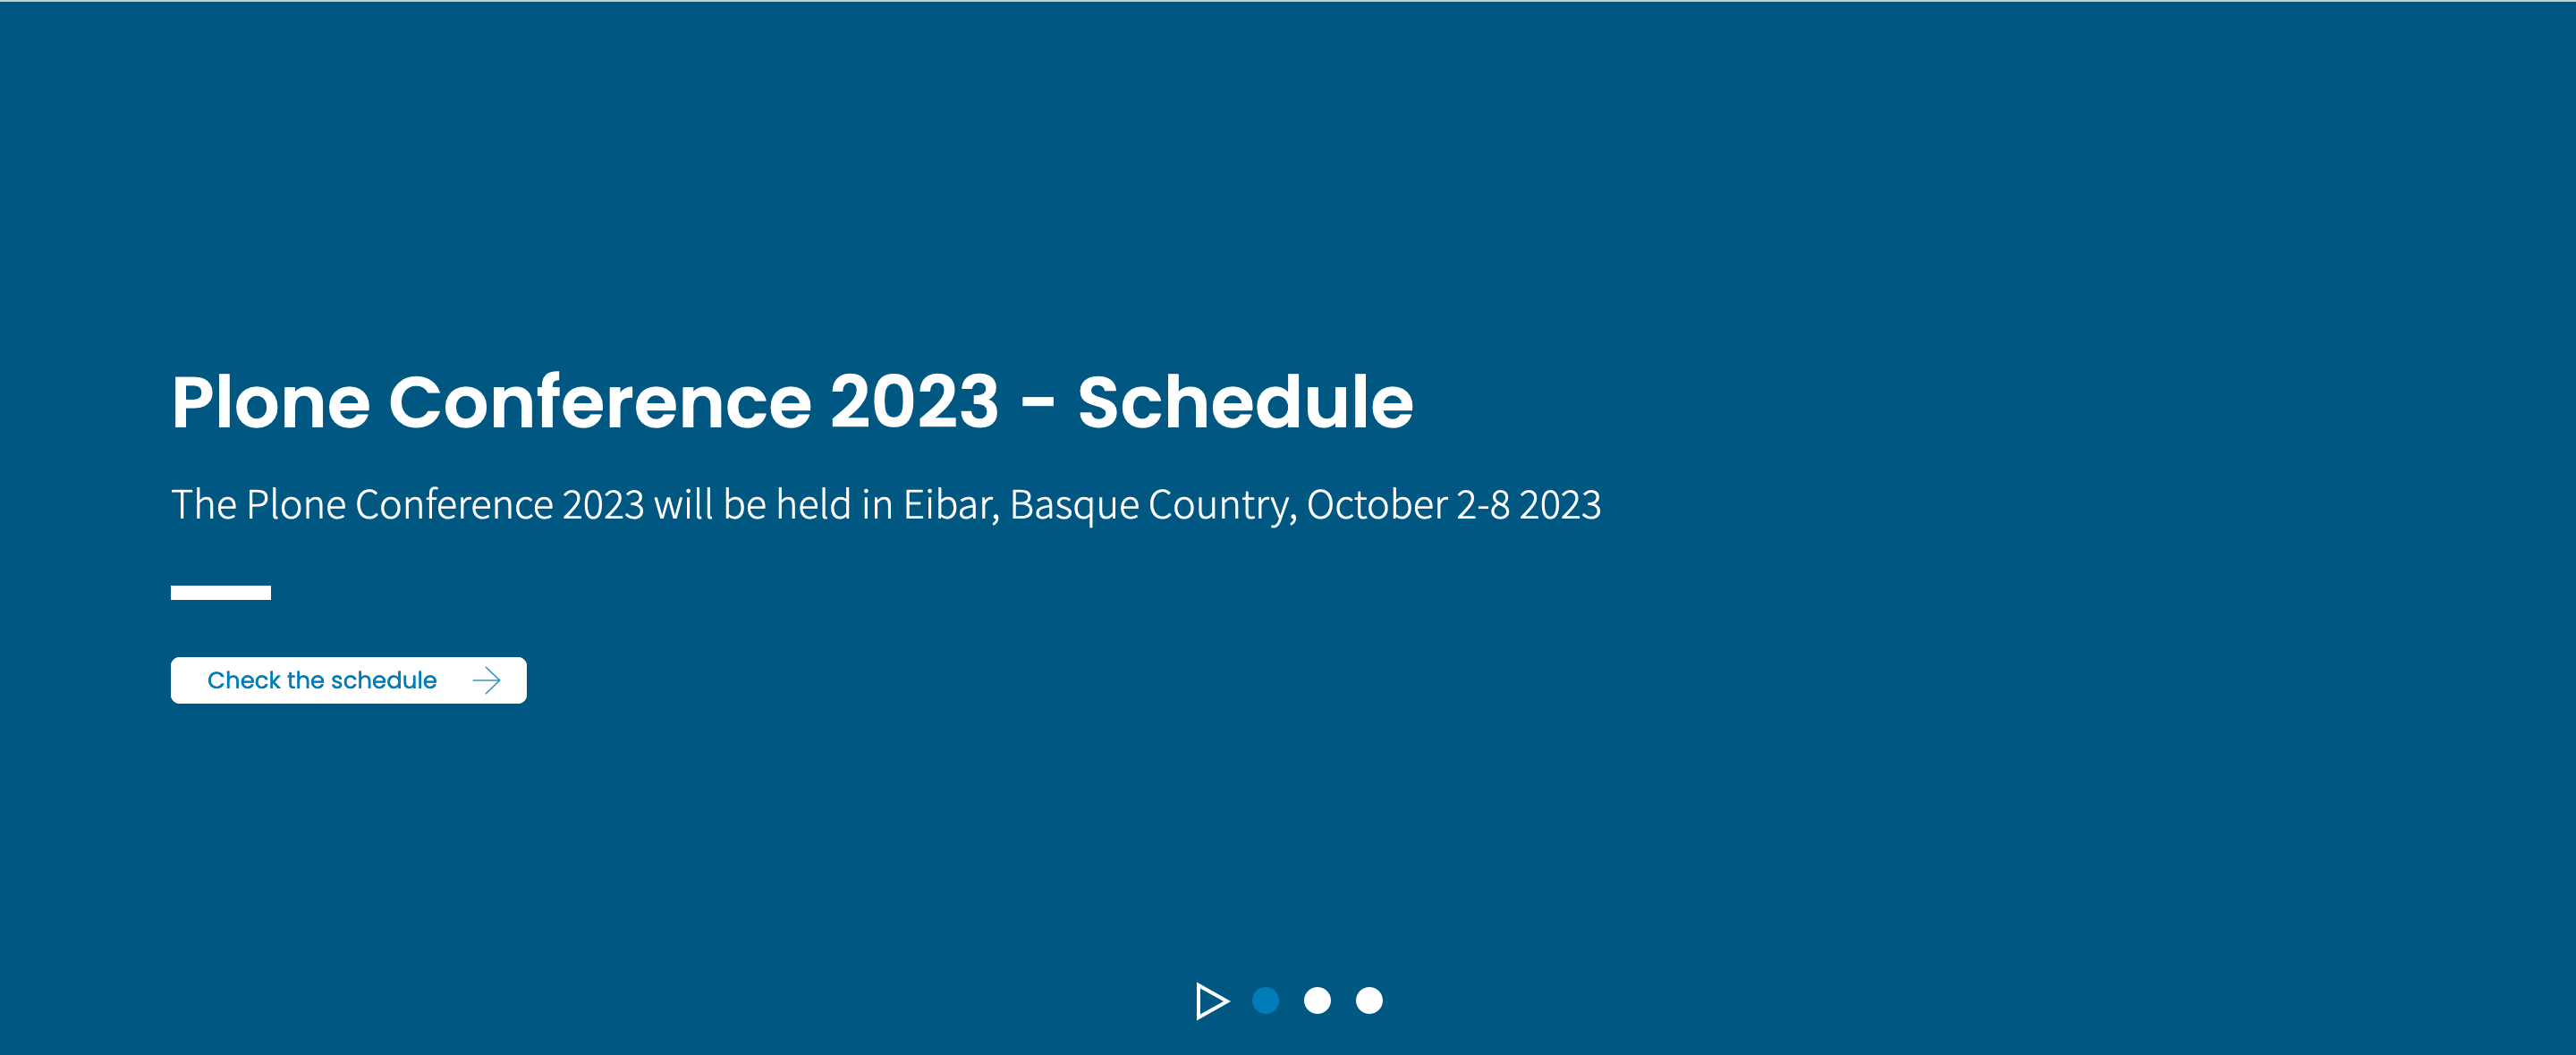 Plone Conference 2023 - Schedule
The Plone Conference 2023 will be held in Eibar, Basque Country, October 2-8 2023
Check the schedule